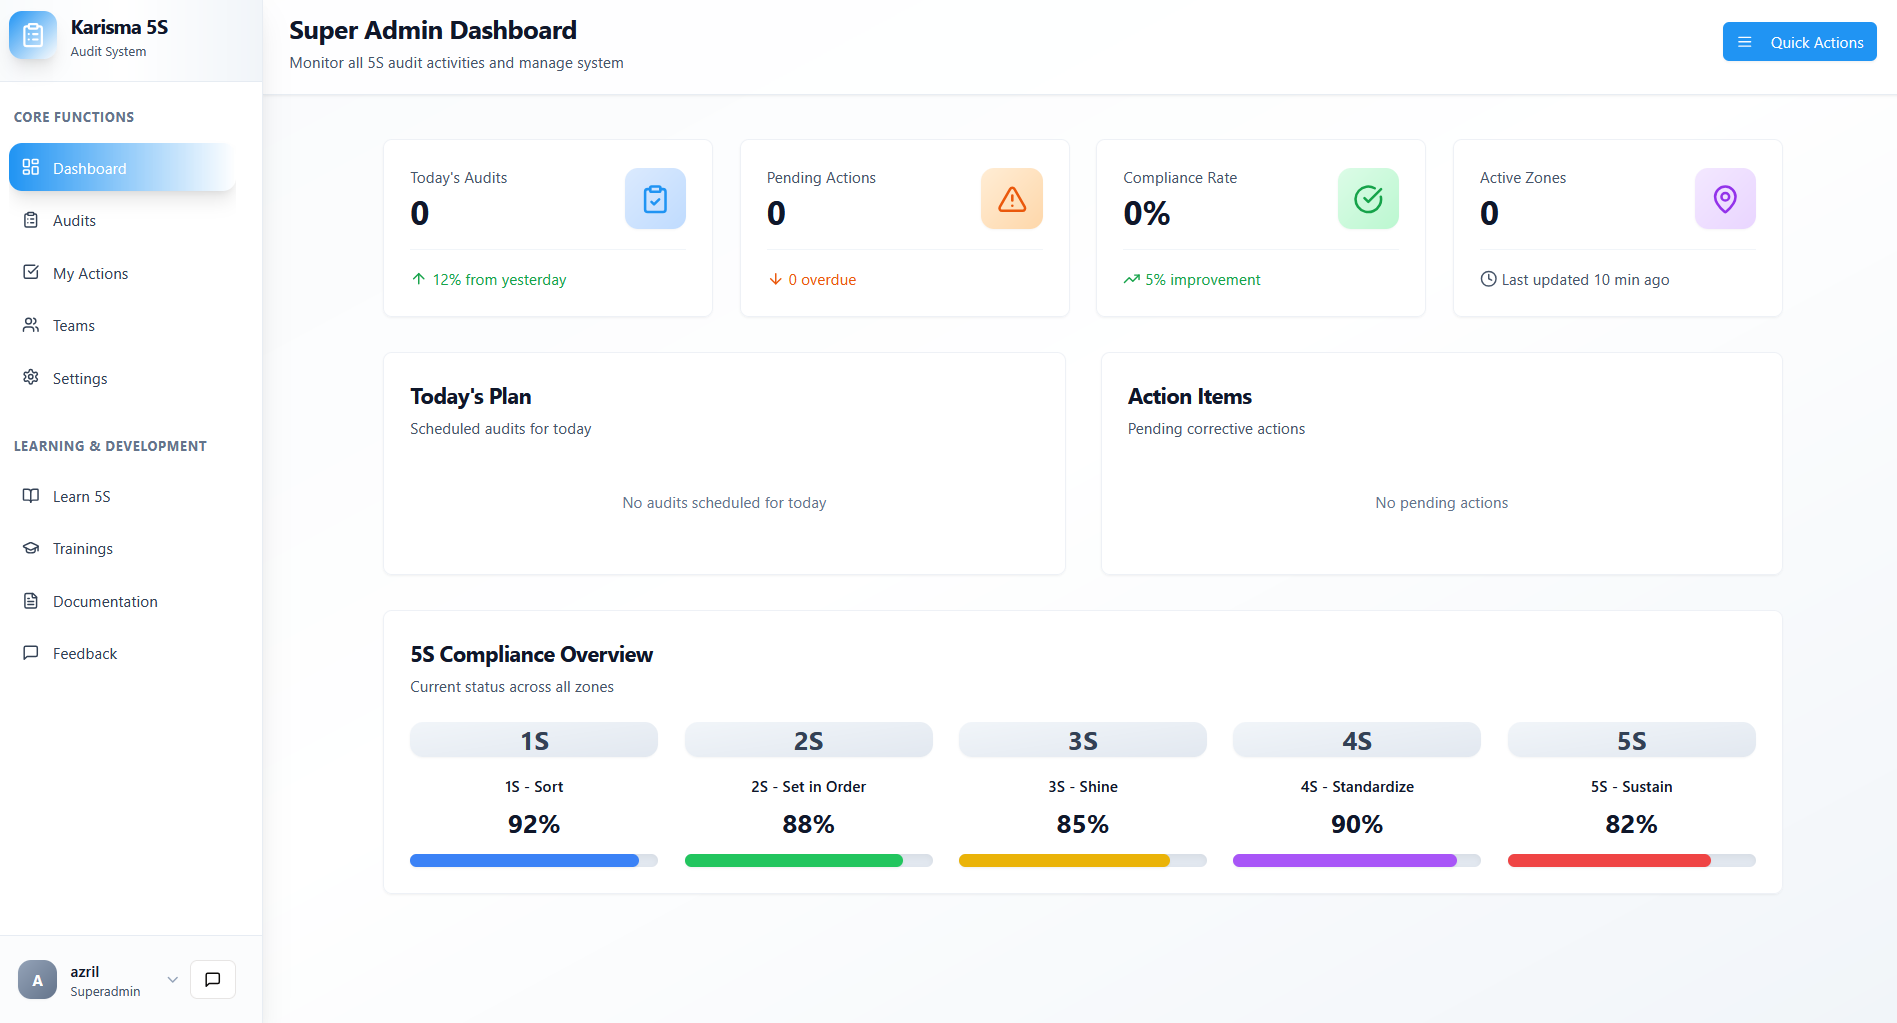 Karisma 5S
Audit System
CORE FUNCTIONS
Dashboard
Audits
My Actions
Teams
Settings
LEARNING & DEVELOPMENT
Learn 5S
Trainings
Documentation
Feedback
A
azril
Superadmin
Super Admin Dashboard
Monitor all 5S audit activities and manage system
Quick Actions
Today's Audits
0
12% from yesterday
Pending Actions
0
0 overdue
Compliance Rate
0%
5% improvement
Active Zones
0
Last updated 10 min ago
Today's Plan
Scheduled audits for today
No audits scheduled for today
Action Items
Pending corrective actions
No pending actions
5S Compliance Overview
Current status across all zones
1S
1S - Sort
92%
2S
2S - Set in Order
88%
3S
3S - Shine
85%
4S
4S - Standardize
90%
5S
5S - Sustain
82%